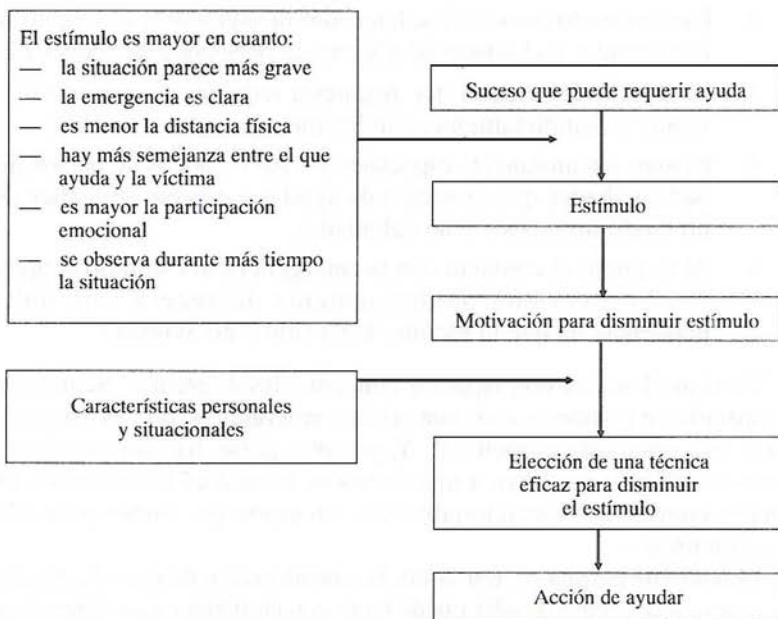 El estímulo es mayor en cuanto:
— la situación parece más grave
— la emergencia es clara
— es menor la distancia física
— hay más semejanza entre el que
ayuda y la víctima
— es mayor la participación
emocional
— se observa durante más tiempo
la situación
Características personales
y situacionales
Suceso que puede requerir ayuda
Estímulo
Motivación para disminuir estímulo
Elección de una técnica
eficaz para disminuir
el estímulo
Acción de ayudar